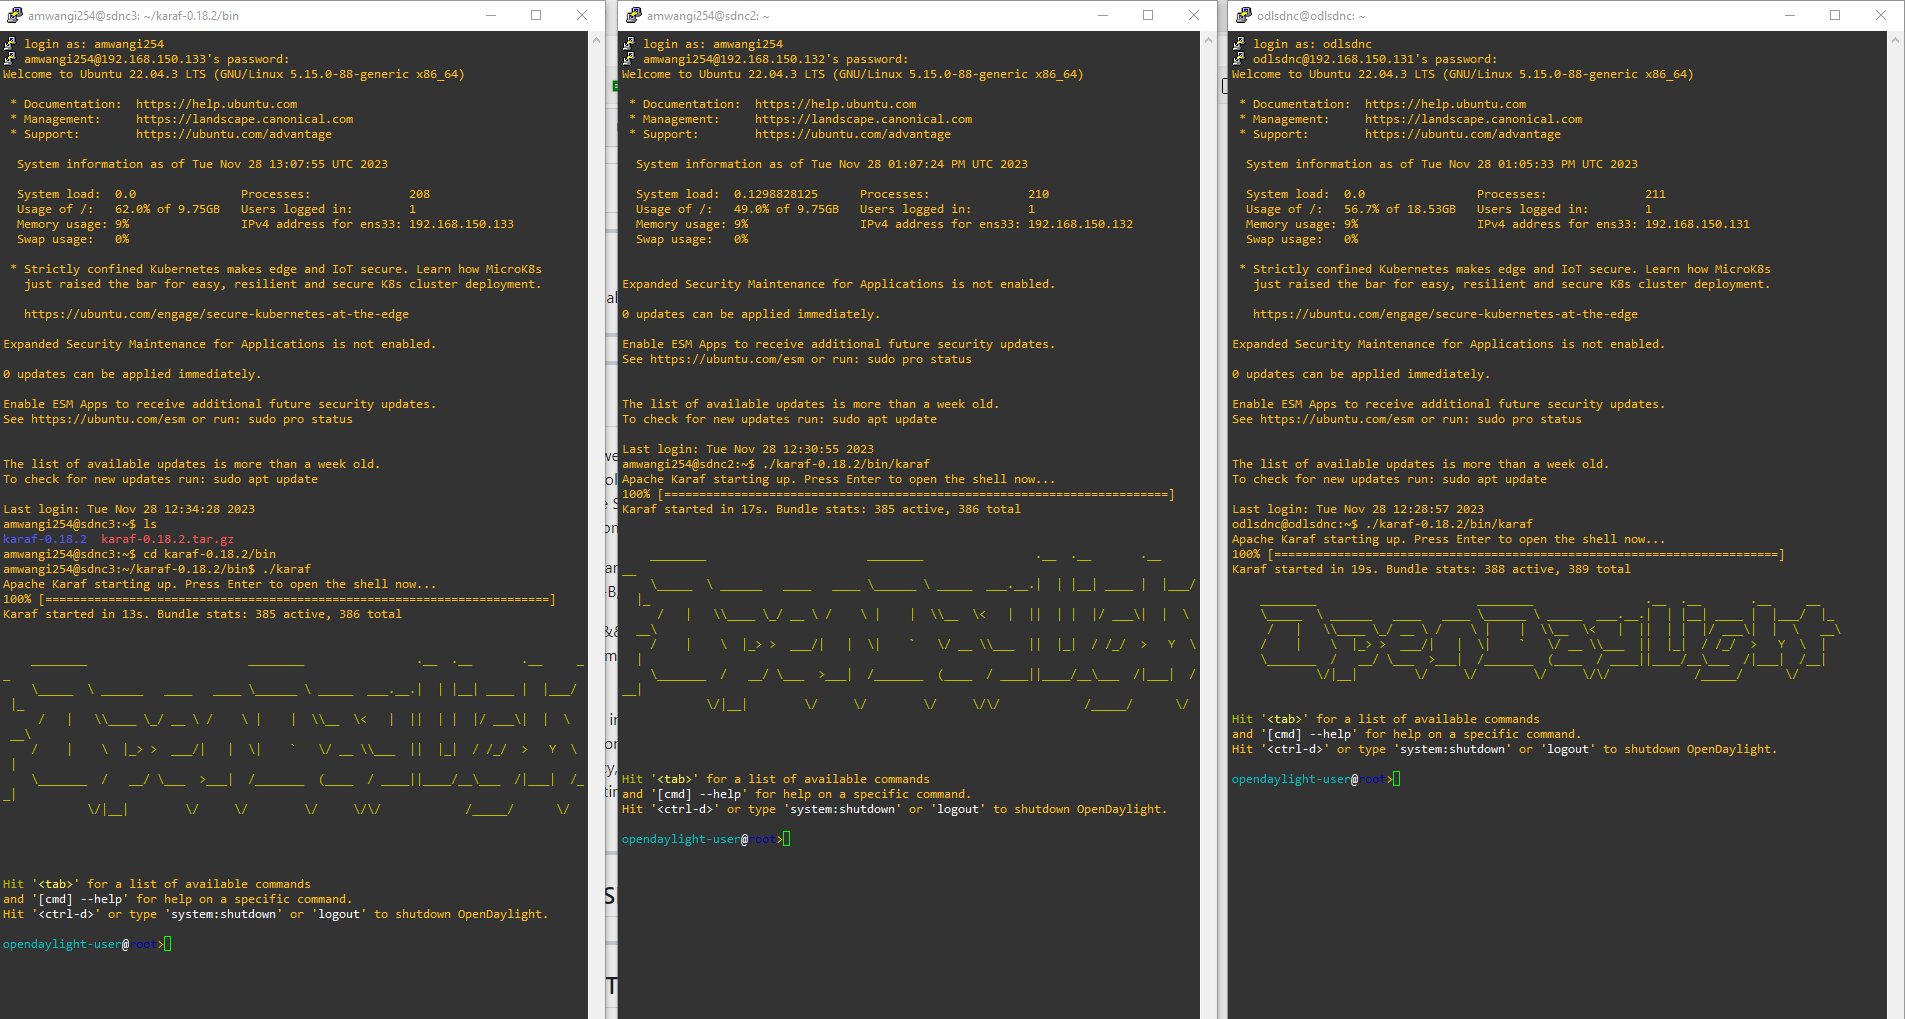 amwangi254@sdnc3: ~/karaf-0.18.2/bin
login as: amwangi254
amwangi254@192.168.150.133's password:
Welcome to Ubuntu 22.04.3 LTS (GNU/Linux 5.15.0-88-generic x86_64)
* Documentation:  https://help.ubuntu.com
* Management:     https://landscape.canonical.com
* Support:        https://ubuntu.com/advantage
System information as of Tue Nov 28 13:07:55 UTC 2023
System load:  0.0               Processes:              208
Usage of /:   62.0% of 9.75GB   Users logged in:        1
Memory usage: 9%                IPv4 address for ens33: 192.168.150.133
Swap usage:   0%
* Strictly confined Kubernetes makes edge and IoT secure. Learn how MicroK8s
just raised the bar for easy, resilient and secure K8s cluster deployment.
https://ubuntu.com/engage/secure-kubernetes-at-the-edge
Expanded Security Maintenance for Applications is not enabled.
0 updates can be applied immediately.
Enable ESM Apps to receive additional future security updates.
See https://ubuntu.com/esm or run: sudo pro status
The list of available updates is more than a week old.
To check for new updates run: sudo apt update
Last login: Tue Nov 28 12:34:28 2023
amwangi254@sdnc3:~$ ls
karaf-0.18.2  karaf-0.18.2.tar.gz
amwangi254@sdnc3:~$ cd karaf-0.18.2/bin
amwangi254@sdnc3:~/karaf-0.18.2/bin$ ./karaf
Apache Karaf starting up. Press Enter to open the shell now...
100% [========================================================================]
Karaf started in 13s. Bundle stats: 385 active, 386 total
Hit '<tab>' for a list of available commands
and '[cmd] --help' for help on a specific command.
Hit '<ctrl-d>' or type 'system:shutdown' or 'logout' to shutdown OpenDaylight.
opendaylight-user@root>
amwangi254@sdnc2: ~
login as: amwangi254
amwangi254@192.168.150.132's password:
Welcome to Ubuntu 22.04.3 LTS (GNU/Linux 5.15.0-88-generic x86_64)
* Documentation:  https://help.ubuntu.com
* Management:     https://landscape.canonical.com
* Support:        https://ubuntu.com/advantage
System information as of Tue Nov 28 01:07:24 PM UTC 2023
System load:  0.1298828125      Processes:              210
Usage of /:   49.0% of 9.75GB   Users logged in:        1
Memory usage: 9%                IPv4 address for ens33: 192.168.150.132
Swap usage:   0%
Expanded Security Maintenance for Applications is not enabled.
0 updates can be applied immediately.
Enable ESM Apps to receive additional future security updates.
See https://ubuntu.com/esm or run: sudo pro status
The list of available updates is more than a week old.
To check for new updates run: sudo apt update
Last login: Tue Nov 28 12:30:55 2023
amwangi254@sdnc2:~$ ./karaf-0.18.2/bin/karaf
Apache Karaf starting up. Press Enter to open the shell now...
100% [========================================================================]
Karaf started in 17s. Bundle stats: 385 active, 386 total
Hit '<tab>' for a list of available commands
and '[cmd] --help' for help on a specific command.
Hit '<ctrl-d>' or type 'system:shutdown' or 'logout' to shutdown OpenDaylight.
opendaylight-user@root>
odlsdnc@odlsdnc: ~
login as: odlsdnc
odlsdnc@192.168.150.131's password:
Welcome to Ubuntu 22.04.3 LTS (GNU/Linux 5.15.0-88-generic x86_64)
* Documentation:  https://help.ubuntu.com
* Management:     https://landscape.canonical.com
* Support:        https://ubuntu.com/advantage
System information as of Tue Nov 28 01:05:33 PM UTC 2023
System load:  0.0                Processes:              211
Usage of /:   56.7% of 18.53GB   Users logged in:        1
Memory usage: 9%                 IPv4 address for ens33: 192.168.150.131
Swap usage:   0%
* Strictly confined Kubernetes makes edge and IoT secure. Learn how MicroK8s
just raised the bar for easy, resilient and secure K8s cluster deployment.
https://ubuntu.com/engage/secure-kubernetes-at-the-edge
Expanded Security Maintenance for Applications is not enabled.
0 updates can be applied immediately.
Enable ESM Apps to receive additional future security updates.
See https://ubuntu.com/esm or run: sudo pro status
The list of available updates is more than a week old.
To check for new updates run: sudo apt update
Last login: Tue Nov 28 12:28:57 2023
odlsdnc@odlsdnc:~$ ./karaf-0.18.2/bin/karaf
Apache Karaf starting up. Press Enter to open the shell now...
100% [========================================================================]
Karaf started in 19s. Bundle stats: 388 active, 389 total
Hit '<tab>' for a list of available commands
and '[cmd] --help' for help on a specific command.
Hit '<ctrl-d>' or type 'system:shutdown' or 'logout' to shutdown OpenDaylight.
opendaylight-user@root>